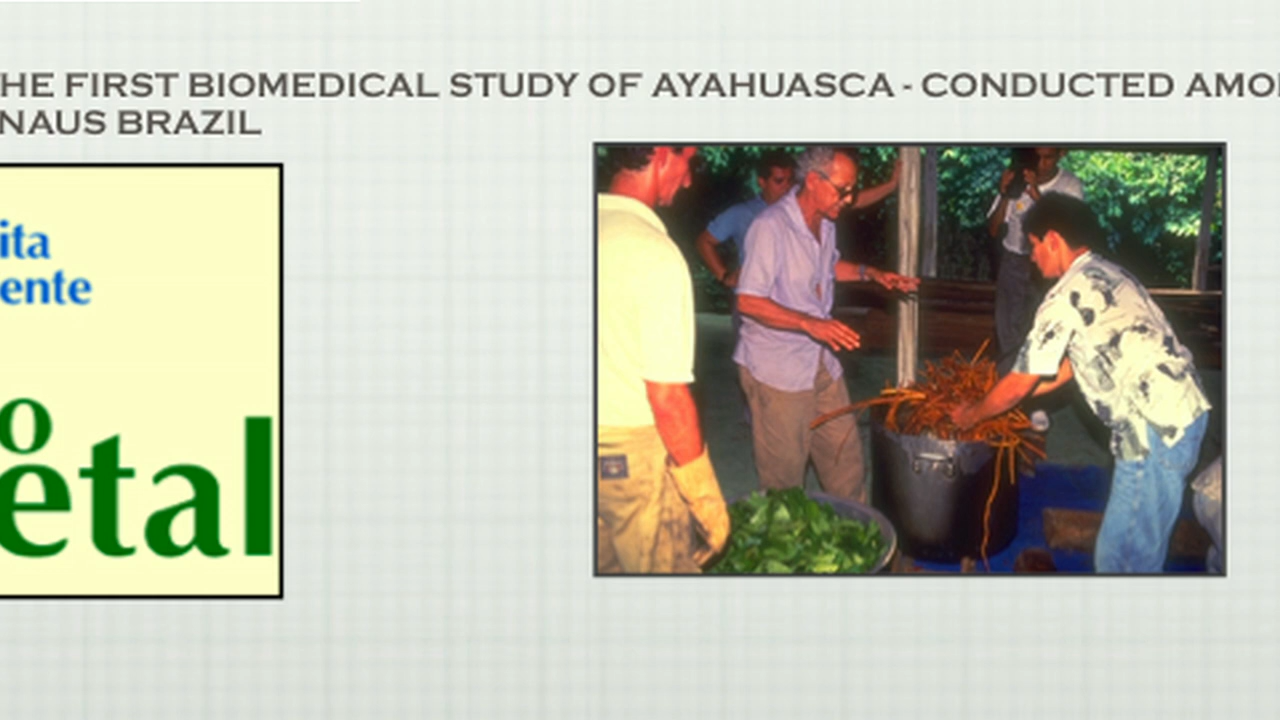 HE FIRST BIOMEDICAL STUDY OF AYAHUASCA - CONDUCTED AMO
NAUS BRAZIL
ita
ente
o
etal